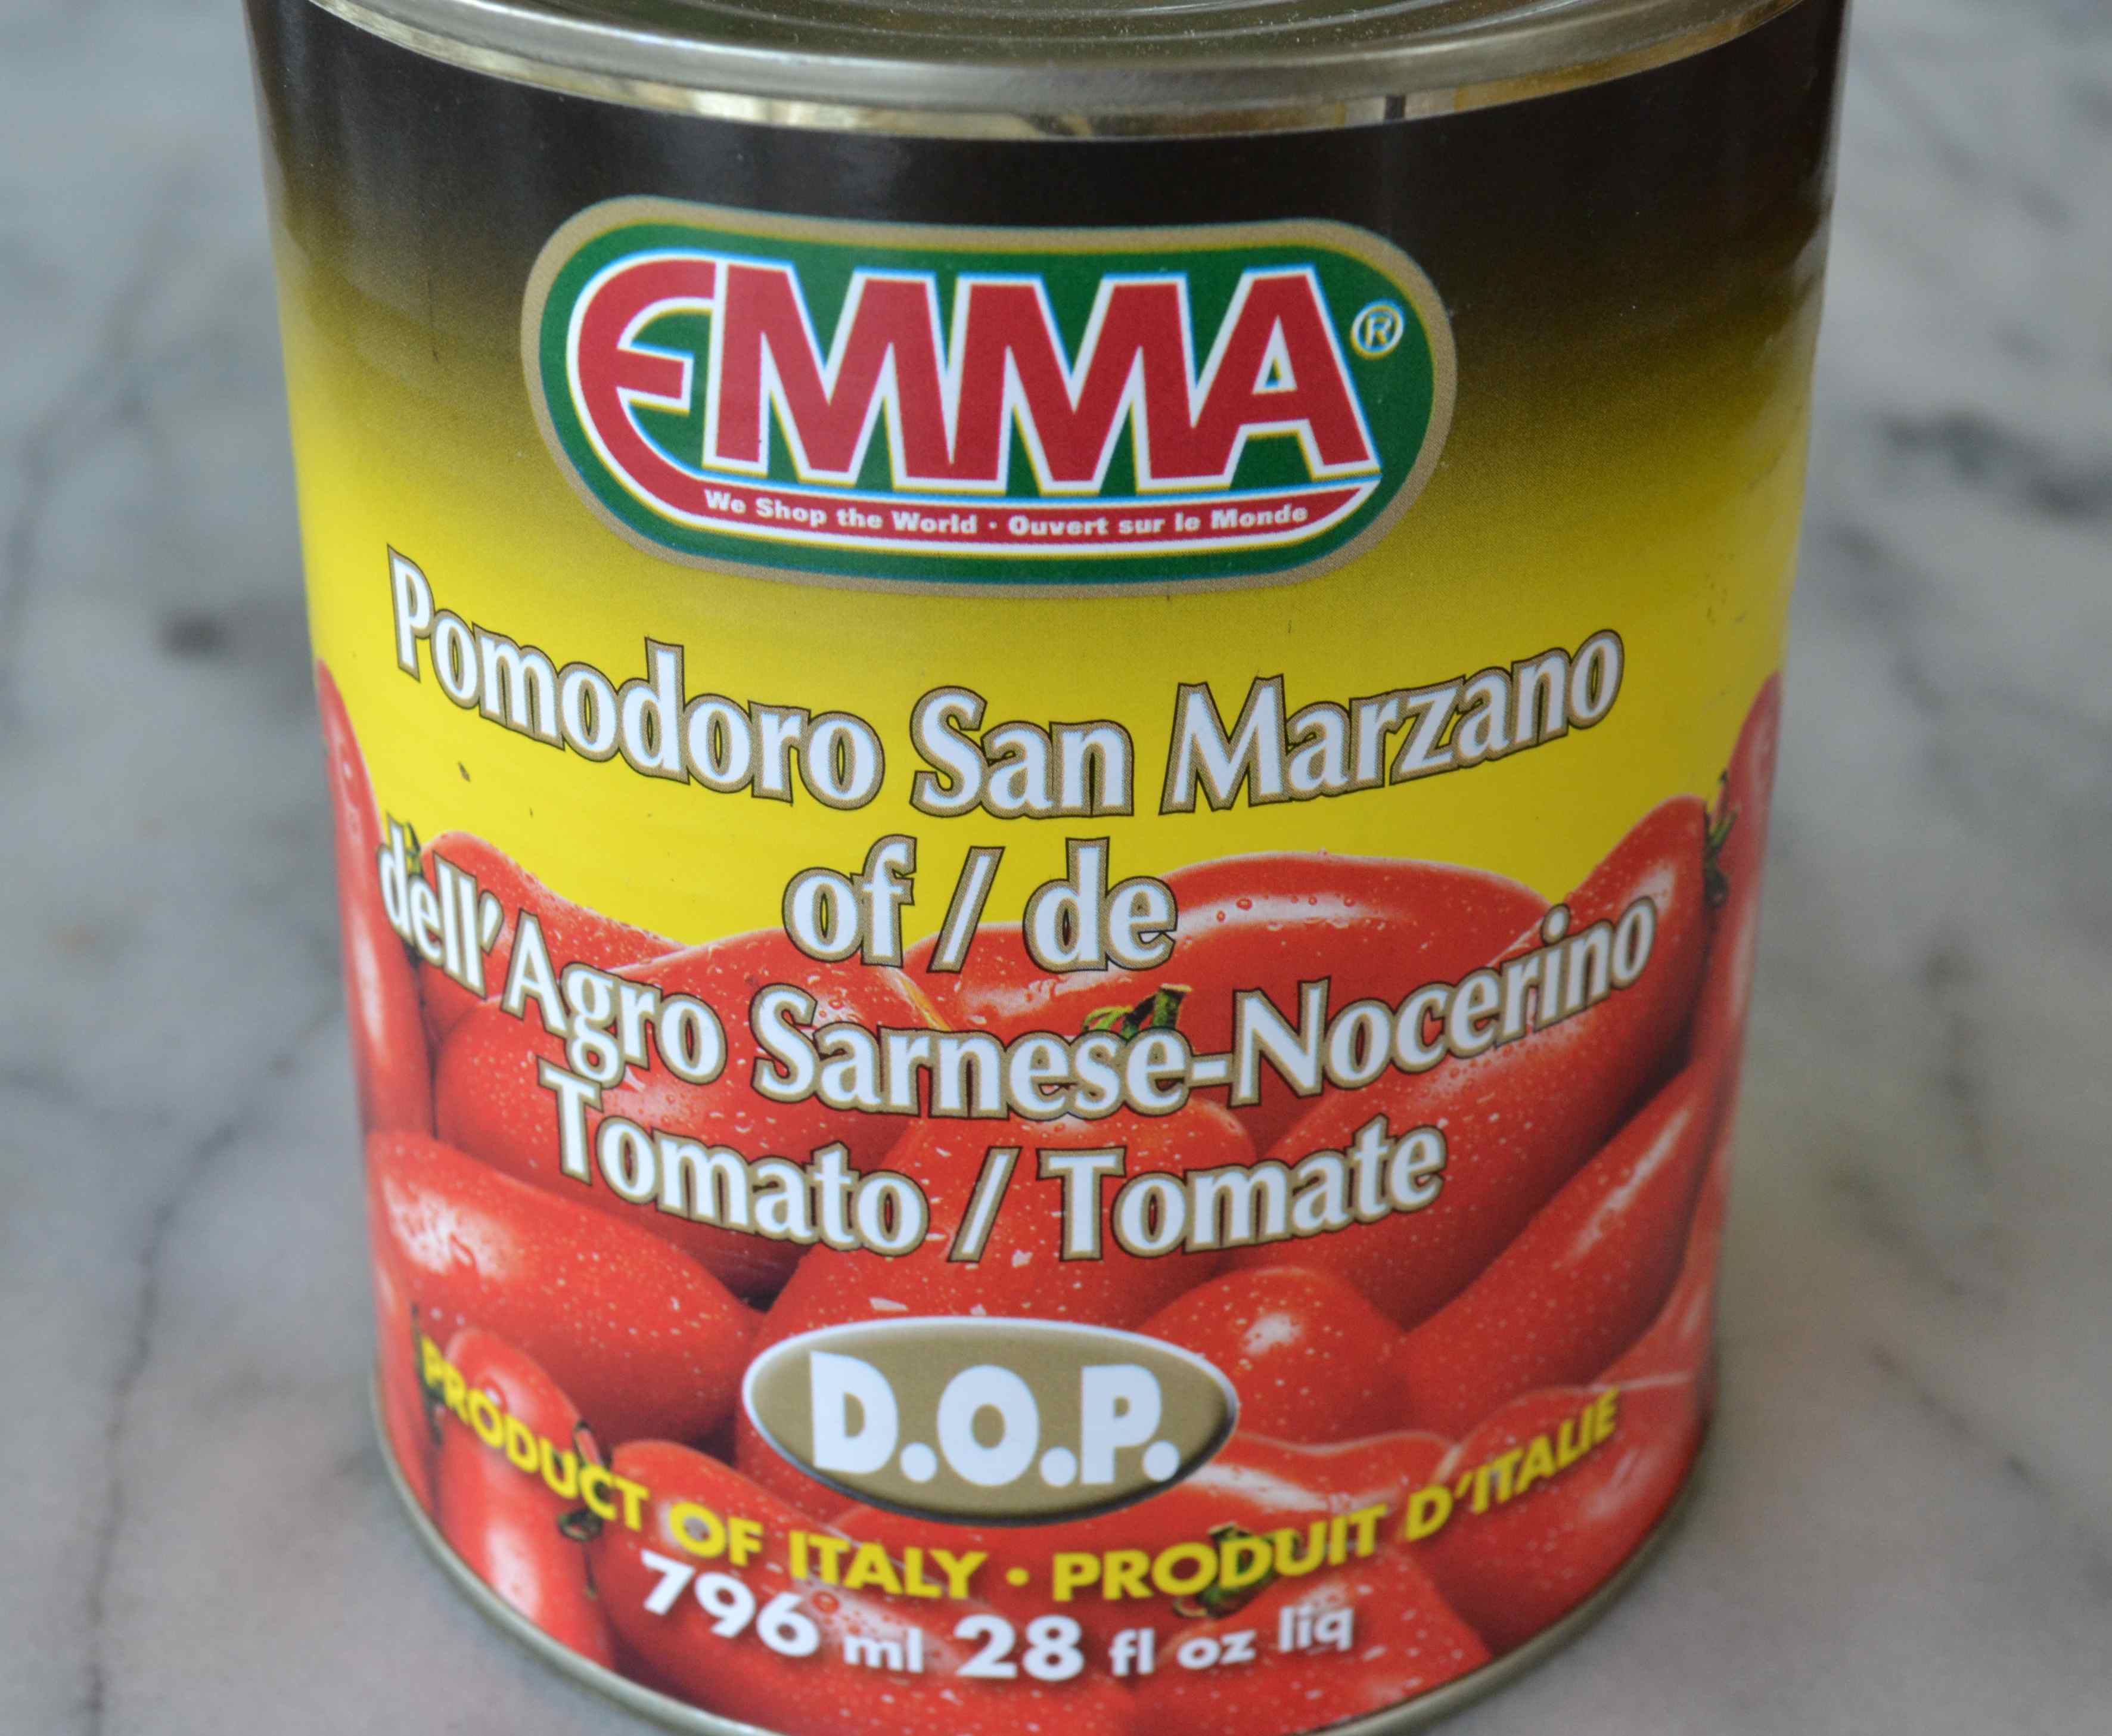 EMMA®
We Shop the World · Ouvert sur le Monde
Pomodoro San Marzano
of / de
dell'Agro Sarnese-Nocerino
Tomato / Tomate
D.O.P.
PRODUCT OF ITALY · PRODUIT D'ITALIE
796 ml 28 fl oz liq